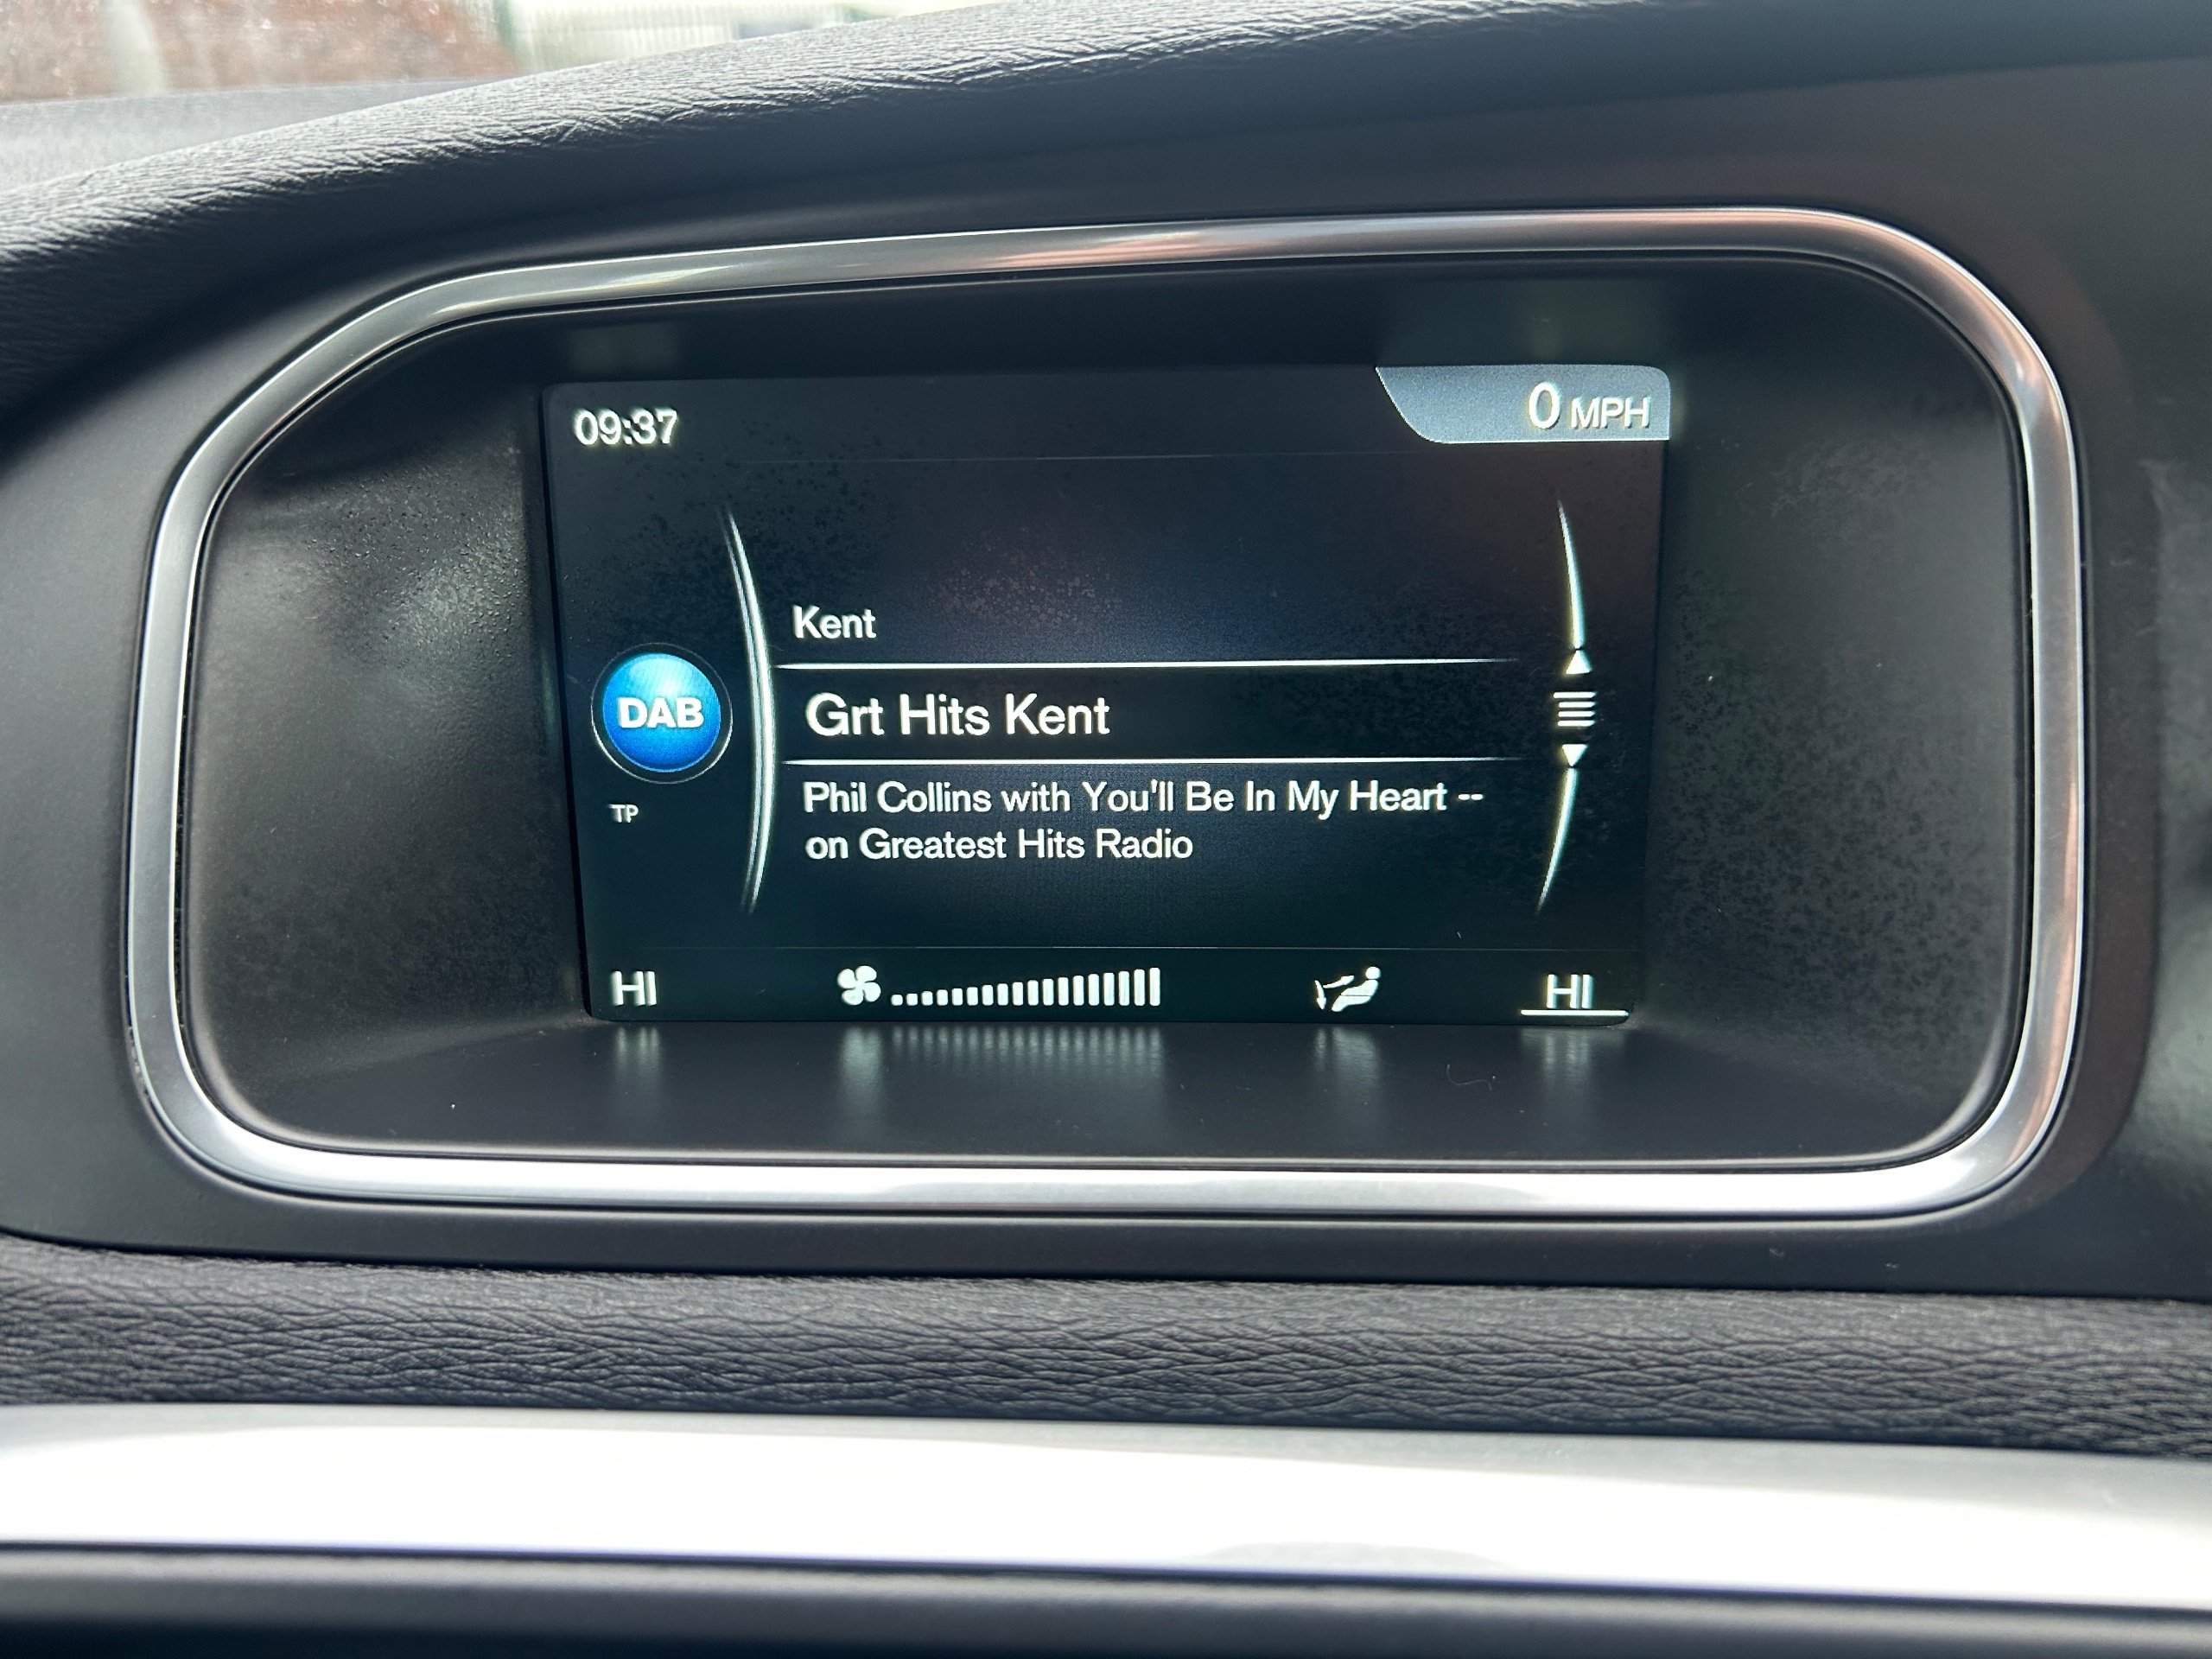 09:37
0 MPH
Kent
DAB
Grt Hits Kent
TP
Phil Collins with You'll Be In My Heart --
on Greatest Hits Radio
HI
HI